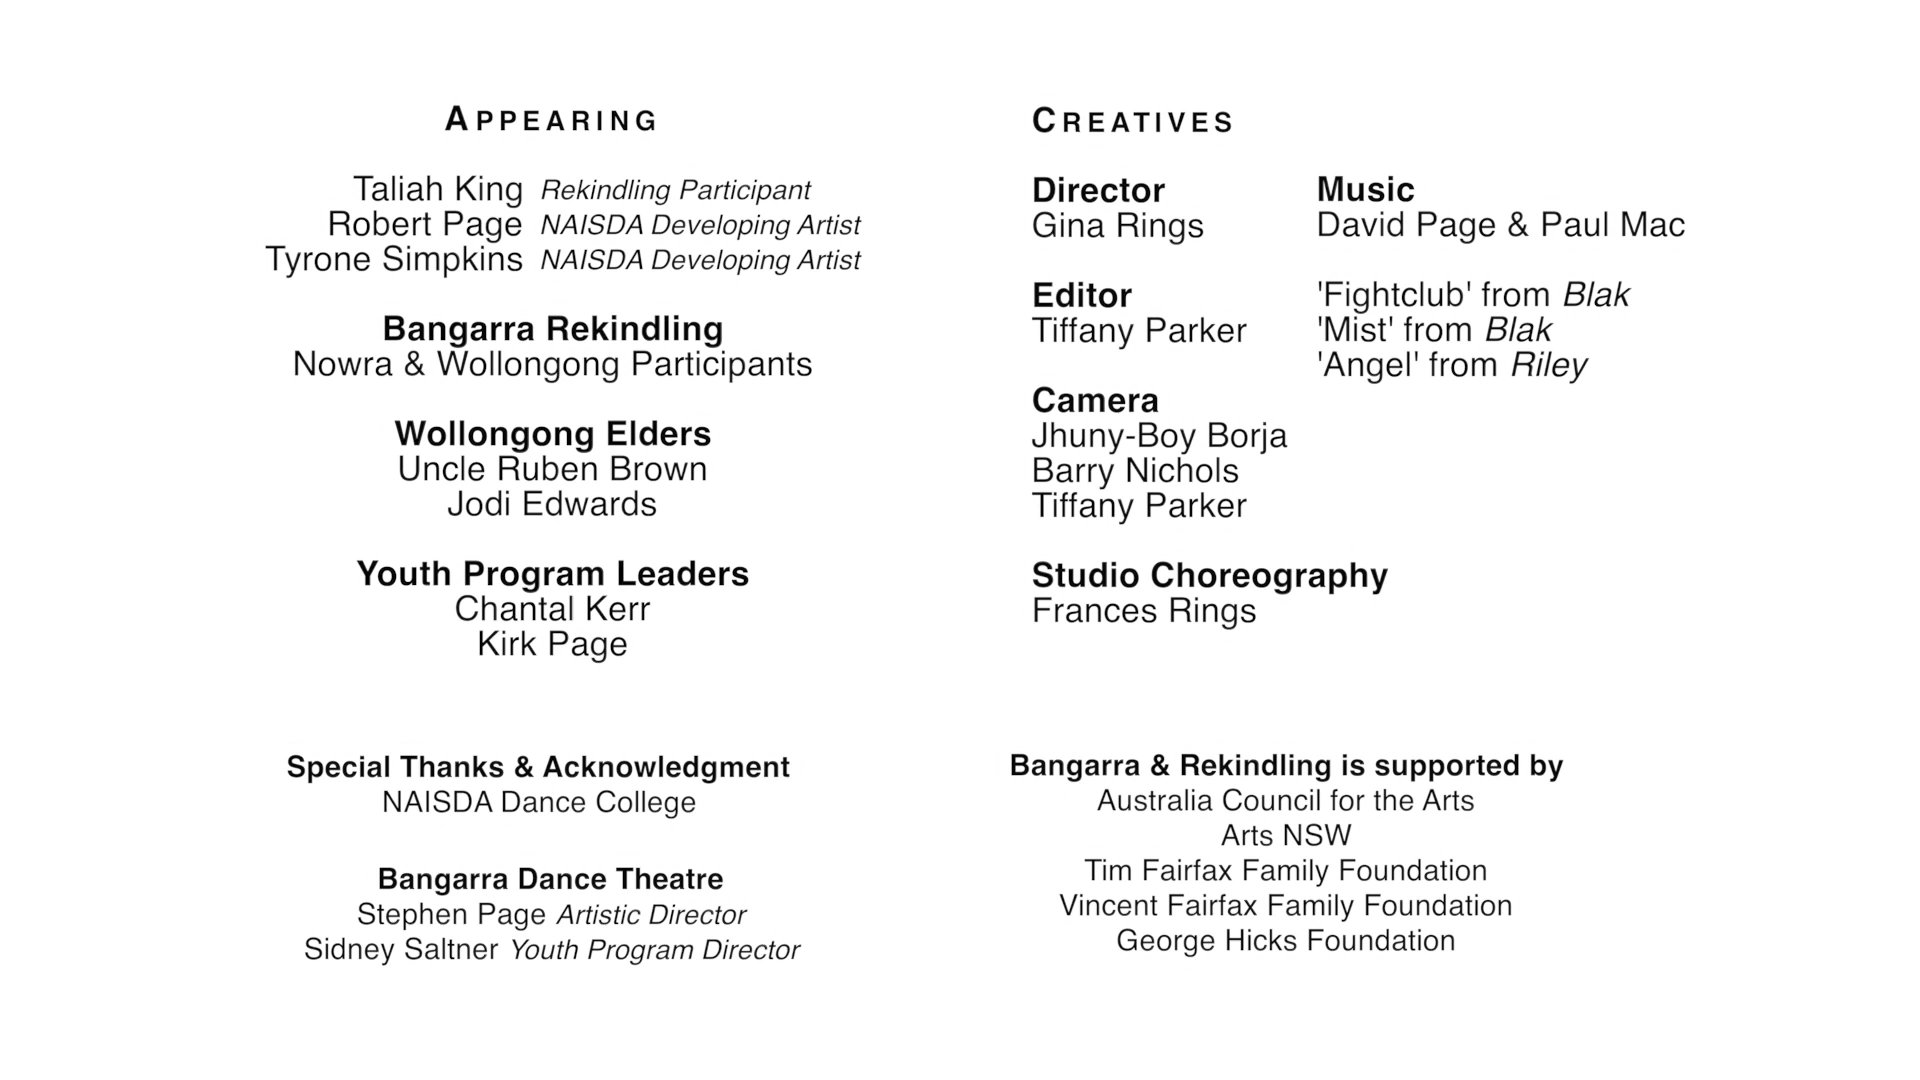 APPEARING
Taliah King Rekindling Participant
Robert Page NAISDA Developing Artist
Tyrone Simpkins NAISDA Developing Artist
Bangarra Rekindling
Nowra & Wollongong Participants
Wollongong Elders
Uncle Ruben Brown
Jodi Edwards
Youth Program Leaders
Chantal Kerr
Kirk Page
CREATIVES
Director
Gina Rings
Editor
Tiffany Parker
Camera
Jhuny-Boy Borja
Barry Nichols
Tiffany Parker
Studio Choreography
Frances Rings
Music
David Page & Paul Mac
'Fightclub' from Blak
'Mist' from Blak
'Angel' from Riley
Special Thanks & Acknowledgment
NAISDA Dance College
Bangarra Dance Theatre
Stephen Page Artistic Director
Sidney Saltner Youth Program Director
Bangarra & Rekindling is supported by
Australia Council for the Arts
Arts NSW
Tim Fairfax Family Foundation
Vincent Fairfax Family Foundation
George Hicks Foundation